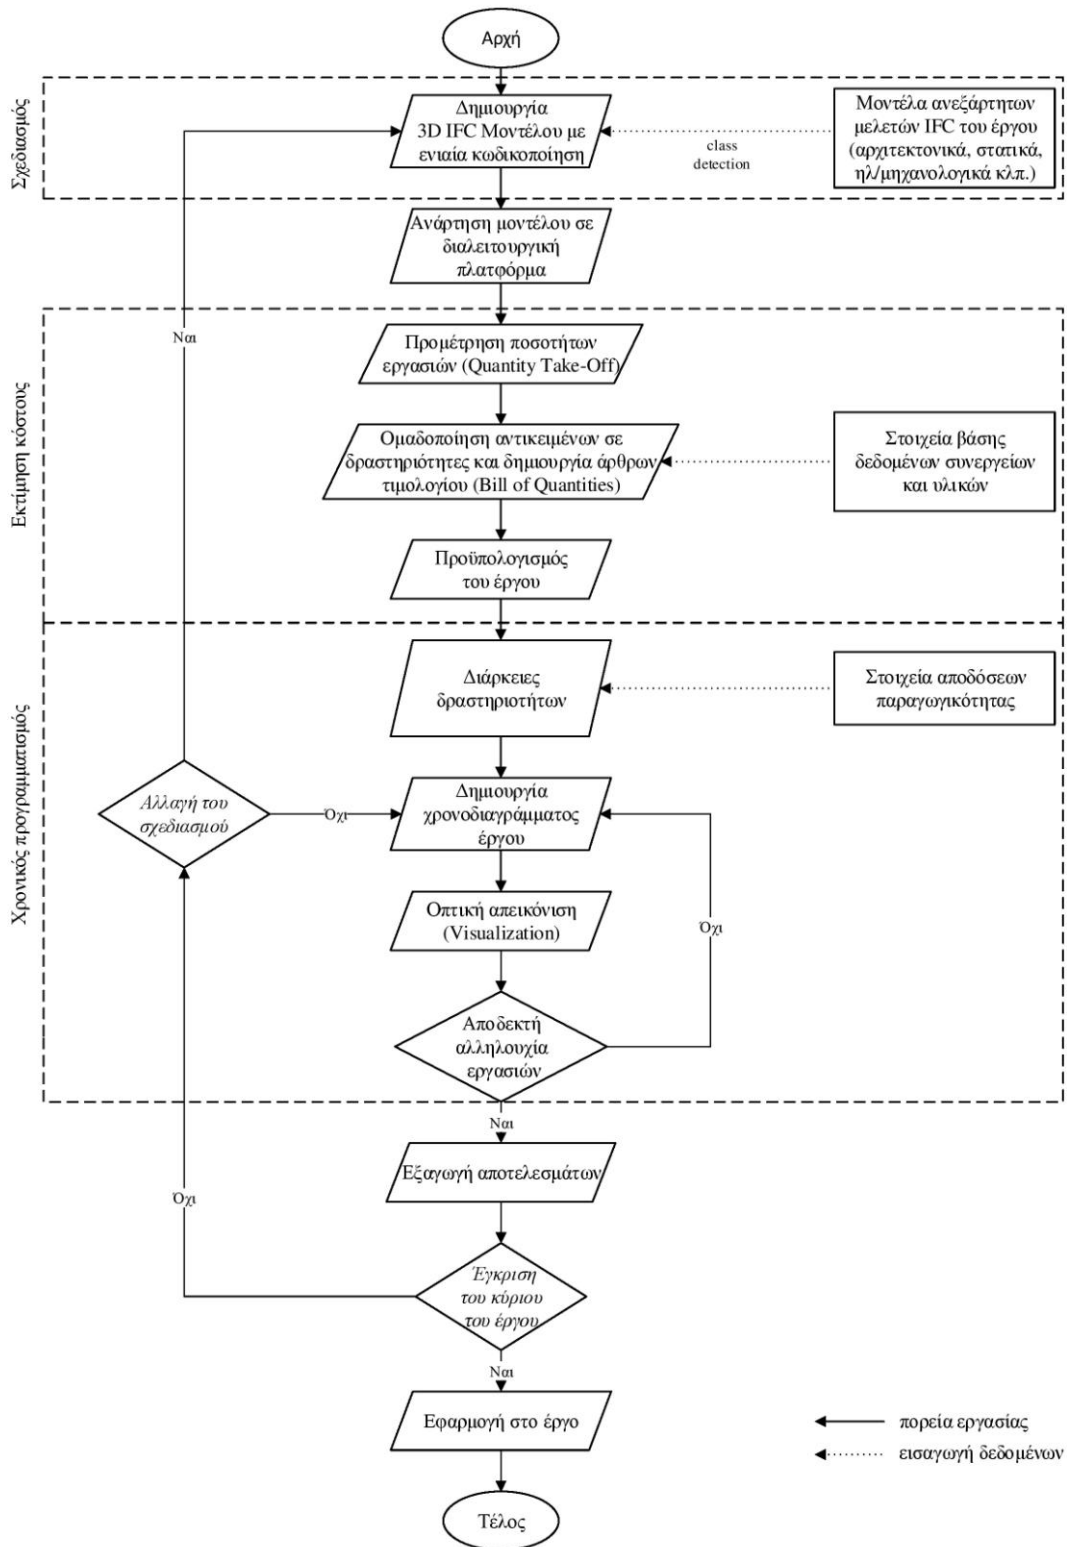 Αρχή
Σχεδιασμός
Δημιουργία
3D IFC Μοντέλου με
ενιαία κωδικοποίηση
class
detection
Μοντέλα ανεξάρτητων
μελετών IFC του έργου
(αρχιτεκτονικά, στατικά,
ηλ/μηχανολογικά κλπ.)
Ανάρτηση μοντέλου σε
διαλειτουργική
πλατφόρμα
Ναι
Εκτίμηση κόστους
Προμέτρηση ποσοτήτων
εργασιών (Quantity Take-Off)
Ομαδοποίηση αντικειμένων σε
δραστηριότητες και δημιουργία άρθρων
τιμολογίου (Bill of Quantities)
Στοιχεία βάσης
δεδομένων συνεργείων
και υλικών
Προϋπολογισμός
του έργου
Χρονικός προγραμματισμός
Διάρκειες
δραστηριοτήτων
Στοιχεία αποδόσεων
παραγωγικότητας
Αλλαγή του
σχεδιασμού
Όχι
Δημιουργία
χρονοδιαγράμματος
έργου
Οπτική απεικόνιση
(Visualization)
Όχι
Αποδεκτή
αλληλουχία
εργασιών
Ναι
Εξαγωγή αποτελεσμάτων
Όχι
Έγκριση
του κύριου
του έργου
Ναι
Εφαρμογή στο έργο
πορεία εργασίας
εισαγωγή δεδομένων
Τέλος